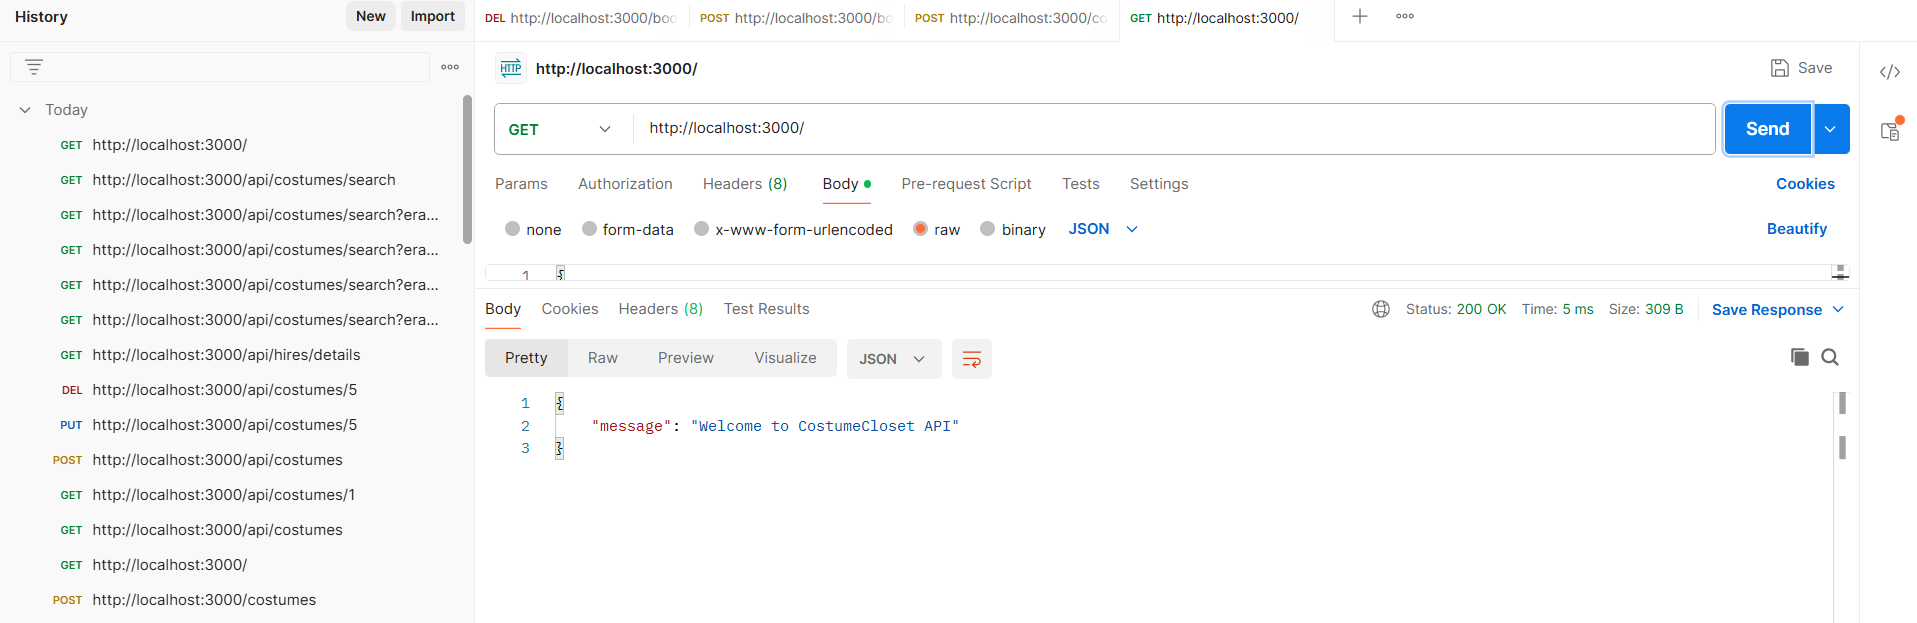 History
New
Import
Today
GET http://localhost:3000/
GET http://localhost:3000/api/costumes/search
GET http://localhost:3000/api/costumes/search?era...
GET http://localhost:3000/api/costumes/search?era...
GET http://localhost:3000/api/costumes/search?era...
GET http://localhost:3000/api/costumes/search?era...
GET http://localhost:3000/api/hires/details
DEL http://localhost:3000/api/costumes/5
PUT http://localhost:3000/api/costumes/5
POST http://localhost:3000/api/costumes
GET http://localhost:3000/api/costumes/1
GET http://localhost:3000/api/costumes
GET http://localhost:3000/
POST http://localhost:3000/costumes
DEL http://localhost:3000/boo
POST http://localhost:3000/bo
POST http://localhost:3000/co
GET http://localhost:3000/
HTTP http://localhost:3000/
Save
GET http://localhost:3000/
Send
Params Authorization Headers (8) Body Pre-request Script Tests Settings Cookies
none form-data x-www-form-urlencoded raw binary JSON Beautify
1 {
Body Cookies Headers (8) Test Results Status: 200 OK Time: 5 ms Size: 309 B Save Response
Pretty Raw Preview Visualize JSON
1 {
2 "message": "Welcome to CostumeCloset API"
3 }